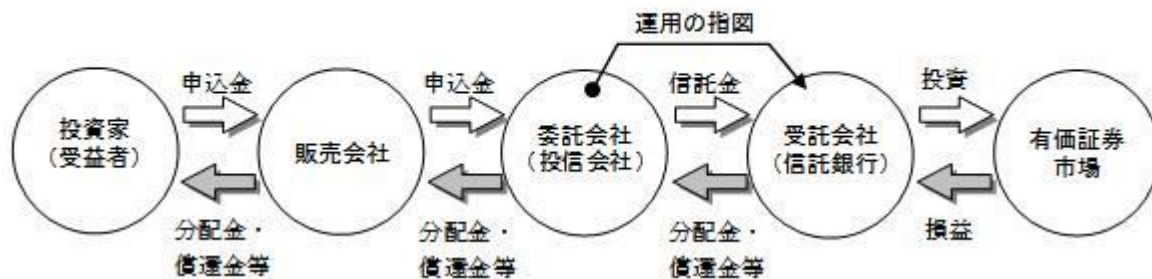 運用の指図
申込金
申込金
信託金
投資
投資家
(受益者)
販売会社
委託会社
(投信会社)
受託会社
(信託銀行)
有価証券
市場
分配金・
償還金等
分配金・
償還金等
分配金・
償還金等
損益